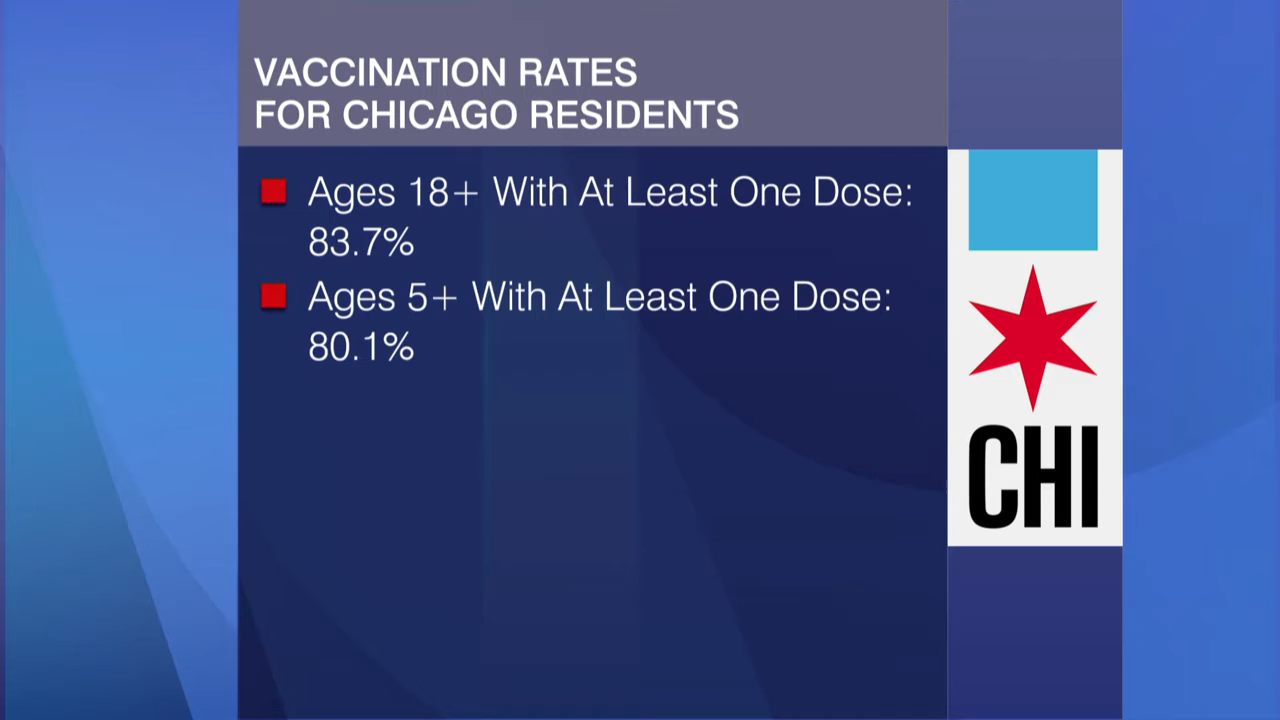 VACCINATION RATES
FOR CHICAGO RESIDENTS
Ages 18+ With At Least One Dose:
83.7%
Ages 5+ With At Least One Dose:
80.1%
CHI